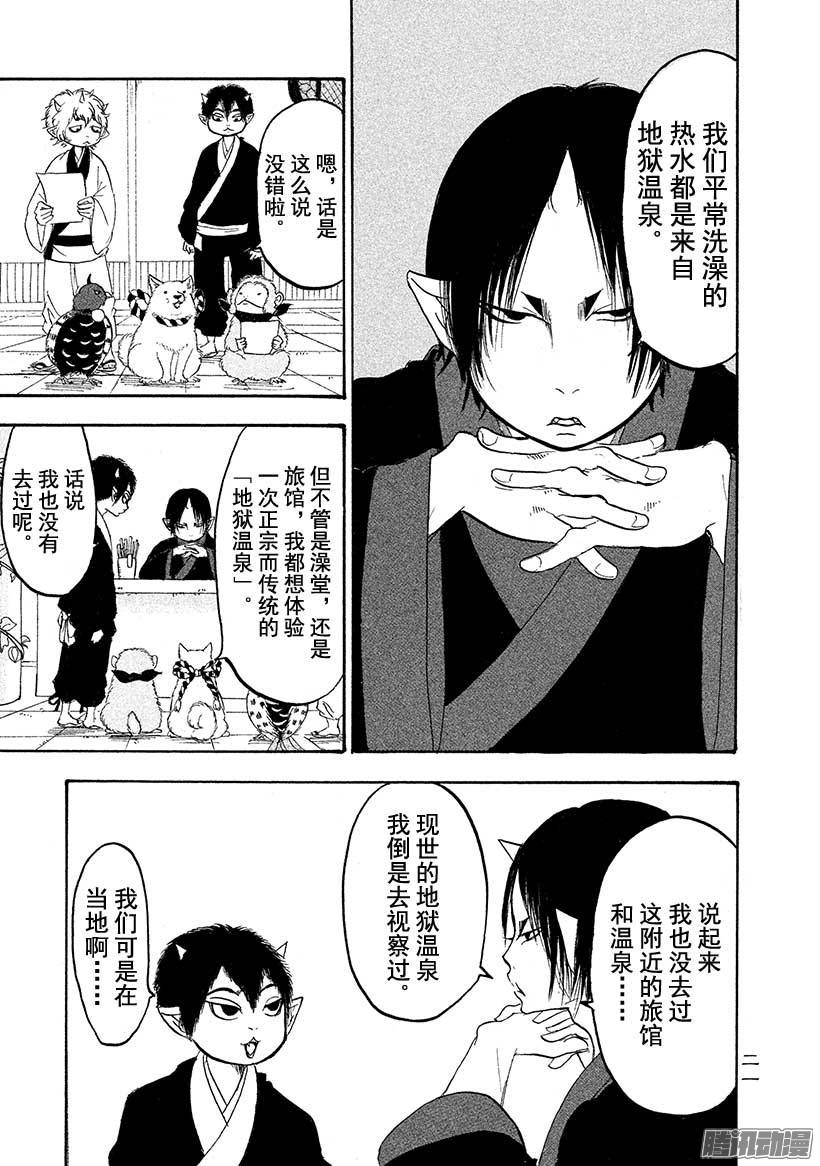 我们平常洗澡的
热水都是来自
地狱温泉。
嗯，话是
这么说
没错啦。
但不管是澡堂，还是
旅馆，我都想体验
一次正宗而传统的
「地狱温泉」。
话说
我也没有
去过呢。
说起来
我也没去过
这附近的旅馆
和温泉……
现世的地狱温泉
我倒是去视察过。
我们可是在
当地啊……
二一
腾讯动漫